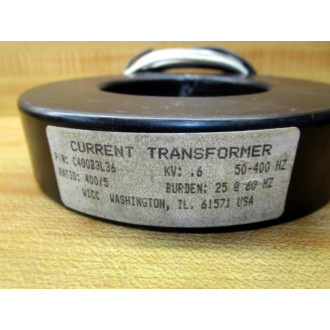 CURRENT TRANSFORMER
P/N: C400B3L36 KV: .6 50-400 HZ
RATIO: 400/5 BURDEN: 25 @ 60 HZ
WICC WASHINGTON, IL. 61571 USA